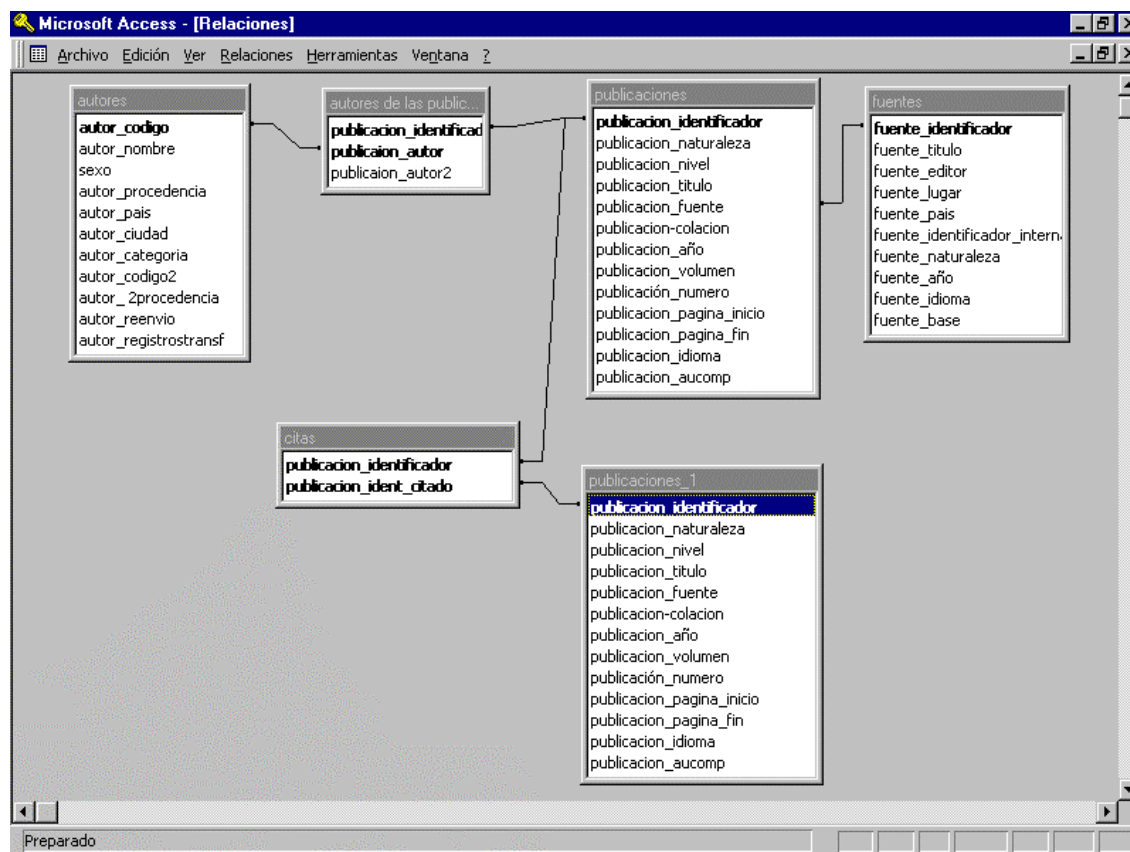 Microsoft Access - [Relaciones]
Archivo Edición Ver Relaciones Herramientas Ventana ?
autores
autor_codigo
autor_nombre
sexo
autor_procedencia
autor_pais
autor_ciudad
autor_categoria
autor_codigo2
autor_ 2procedencia
autor_reenvio
autor_registrostransf
autores de las public...
publicacion_identificad
publicaion_autor
publicaion_autor2
publicaciones
publicacion_identificador
publicacion_naturaleza
publicacion_nivel
publicacion_titulo
publicacion_fuente
publicacion-colacion
publicacion_año
publicacion_volumen
publicación_numero
publicacion_pagina_inicio
publicacion_pagina_fin
publicacion_idioma
publicacion_aucomp
fuentes
fuente_identificador
fuente_titulo
fuente_editor
fuente_lugar
fuente_pais
fuente_identificador_interna
fuente_naturaleza
fuente_año
fuente_idioma
fuente_base
citas
publicacion_identificador
publicacion_ident_citado
publicaciones_1
publicacion_identificador
publicacion_naturaleza
publicacion_nivel
publicacion_titulo
publicacion_fuente
publicacion-colacion
publicacion_año
publicacion_volumen
publicación_numero
publicacion_pagina_inicio
publicacion_pagina_fin
publicacion_idioma
publicacion_aucomp
Preparado